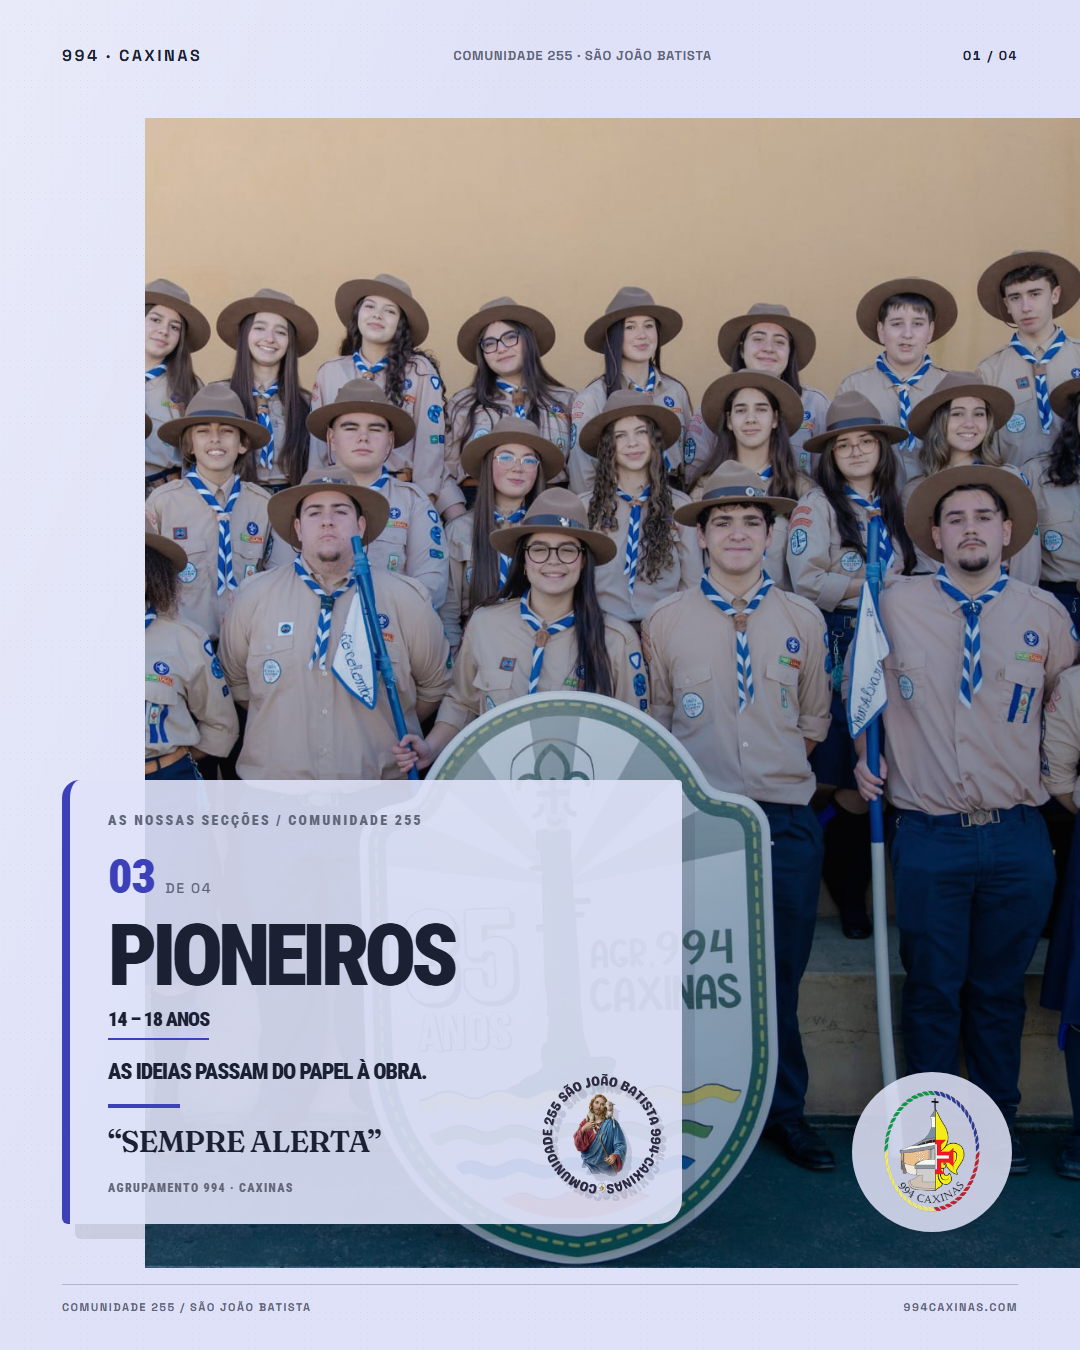 994 · CAXINAS
COMUNIDADE 255 · SÃO JOÃO BATISTA
01 / 04
AS NOSSAS SECÇÕES / COMUNIDADE 255
03 DE 04
PIONEIROS
14 – 18 ANOS
AS IDEIAS PASSAM DO PAPEL À OBRA.
“SEMPRE ALERTA”
AGRUPAMENTO 994 · CAXINAS
35
ANOS
AGR.994
CAXINAS
COMUNIDADE 255 SÃO JOÃO BATISTA 994-CAXINAS
994 CAXINAS
COMUNIDADE 255 / SÃO JOÃO BATISTA
994CAXINAS.COM